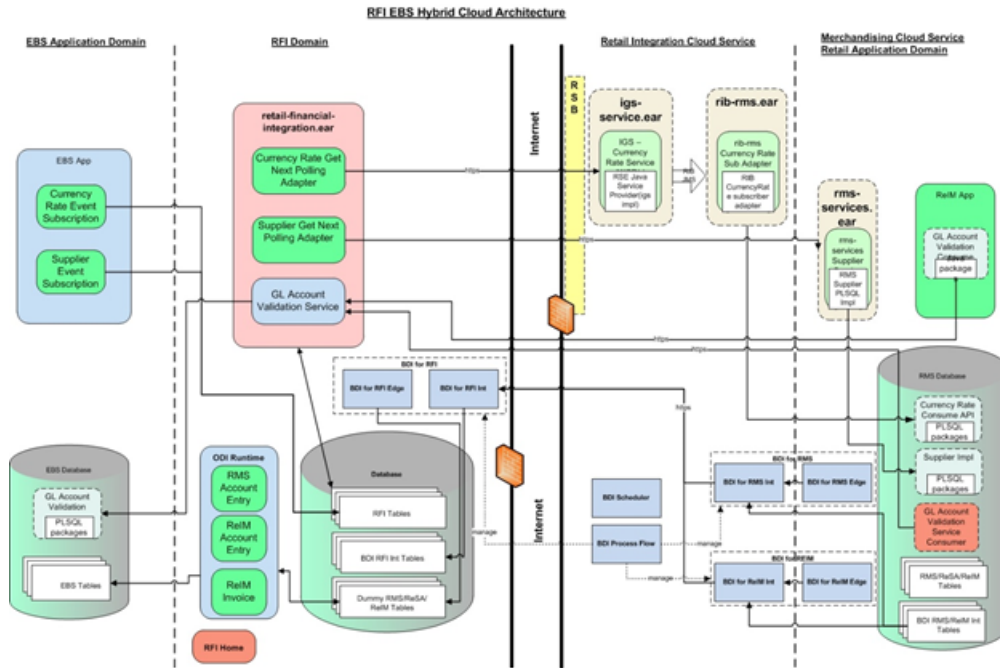 RFI EBS Hybrid Cloud Architecture
EBS Application Domain
RFI Domain
Retail Integration Cloud Service
Merchandising Cloud Service
Retail Application Domain
retail-financial-
integration.ear
Currency Rate Get
Next Polling
Adapter
Supplier Get Next
Polling Adapter
GL Account
Validation Service
EBS App
Currency
Rate Event
Subscription
Supplier
Event
Subscription
Internet
R
S
B
igs-
service.ear
IGS –
Currency
Rate Service
RSE Java
Service
Provider(igs
impl)
RIB
JMS
rib-rms.ear
rib-rms
Currency Rate
Sub Adapter
RIB
CurrencyRat
e subscriber
adapter
rms-
services.
ear
rms-
services
Supplier
RMS
Supplier
PLSQL
Impl
ReIM App
GL Account
Validation
Consume
package
https
https
https
https
https
BDI for RFI
BDI for RFI Edge
BDI for RFI Int
RMS Database
Currency Rate
Consume API
PLSQL
packages
Supplier Impl
PLSQL
packages
GL Account
Validation
Service
Consumer
RMS/ReSA/ReIM
Tables
BDI RMS/ReIM Int
Tables
EBS Database
GL Account
Validation
PLSQL
packages
EBS Tables
ODI Runtime
RMS
Account
Entry
ReIM
Account
Entry
ReIM
Invoice
RFI Home
Database
RFI Tables
BDI RFI Int Tables
Dummy RMS/ReSA/
ReIM Tables
Internet
manage
BDI Scheduler
BDI Process Flow
manage
manage
BDI for RMS
BDI for RMS Int
BDI for RMS Edge
BDI for REIM
BDI for ReIM Int
BDI for ReIM Edge